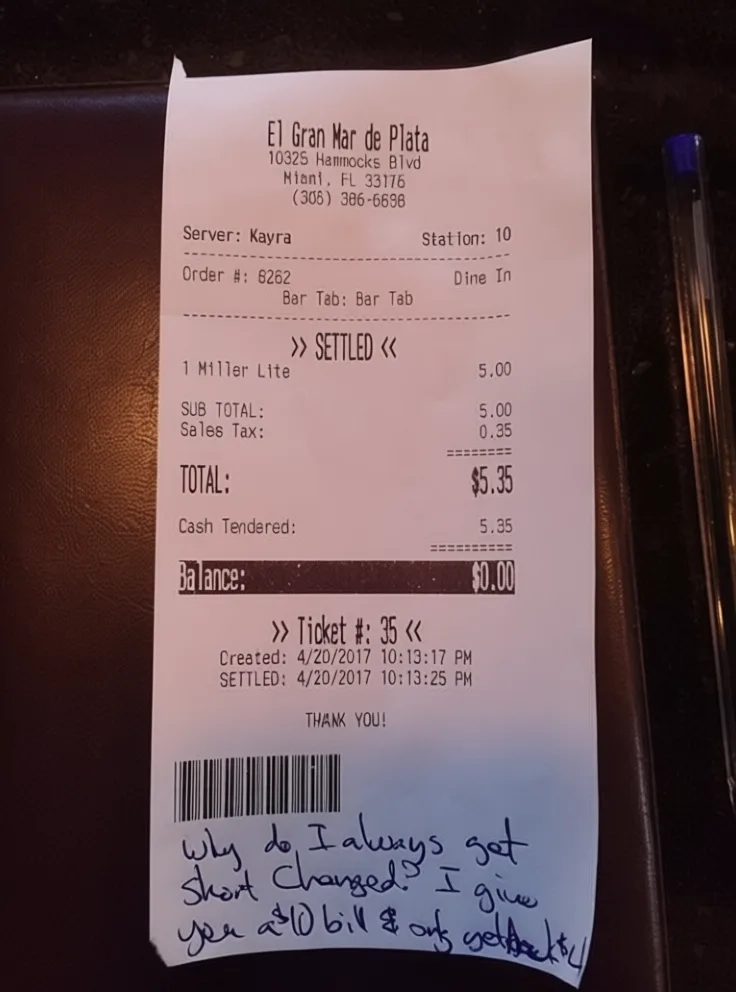 El Gran Mar de Plata
10325 Hammocks Blvd
Miami, FL 33176
(305) 386-6698
Server: Kayra Station: 10
Order #: 8262 Dine In
Bar Tab: Bar Tab
>> SETTLED <<
1 Miller Lite 5.00
SUB TOTAL: 5.00
Sales Tax: 0.35
========
TOTAL: $5.35
Cash Tendered: 5.35
==========
Balance: $0.00
>> Ticket #: 35 <<
Created: 4/20/2017 10:13:17 PM
SETTLED: 4/20/2017 10:13:25 PM
THANK YOU!
Why do I always get
short Changed? I give
you a $10 bill & only get back $4